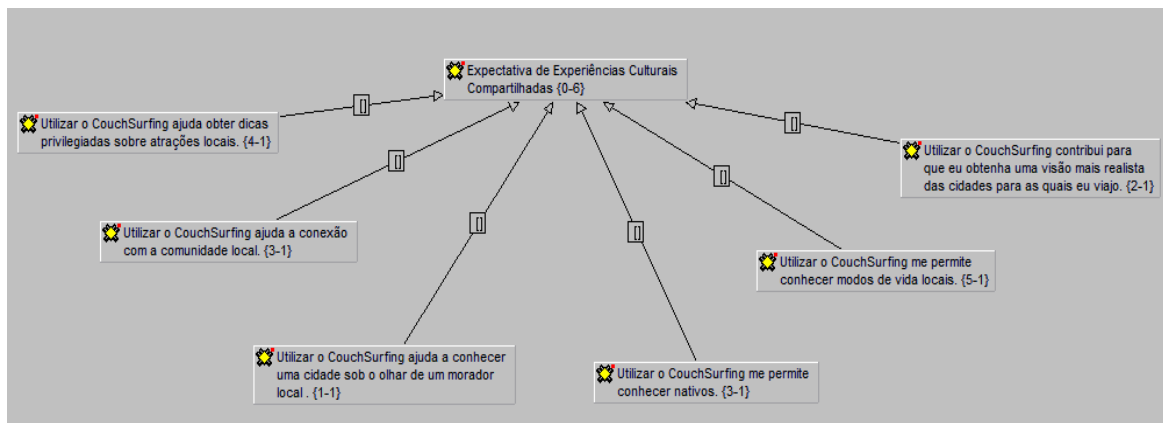 Expectativa de Experiências Culturais
Compartilhadas {0-6}
Utilizar o CouchSurfing ajuda obter dicas
privilegiadas sobre atrações locais. {4-1}
Utilizar o CouchSurfing contribui para
que eu obtenha uma visão mais realista
das cidades para as quais eu viajo. {2-1}
Utilizar o CouchSurfing ajuda a conexão
com a comunidade local. {3-1}
Utilizar o CouchSurfing me permite
conhecer modos de vida locais. {5-1}
Utilizar o CouchSurfing ajuda a conhecer
uma cidade sob o olhar de um morador
local . {1-1}
Utilizar o CouchSurfing me permite
conhecer nativos. {3-1}
[]
[]
[]
[]
[]
[]